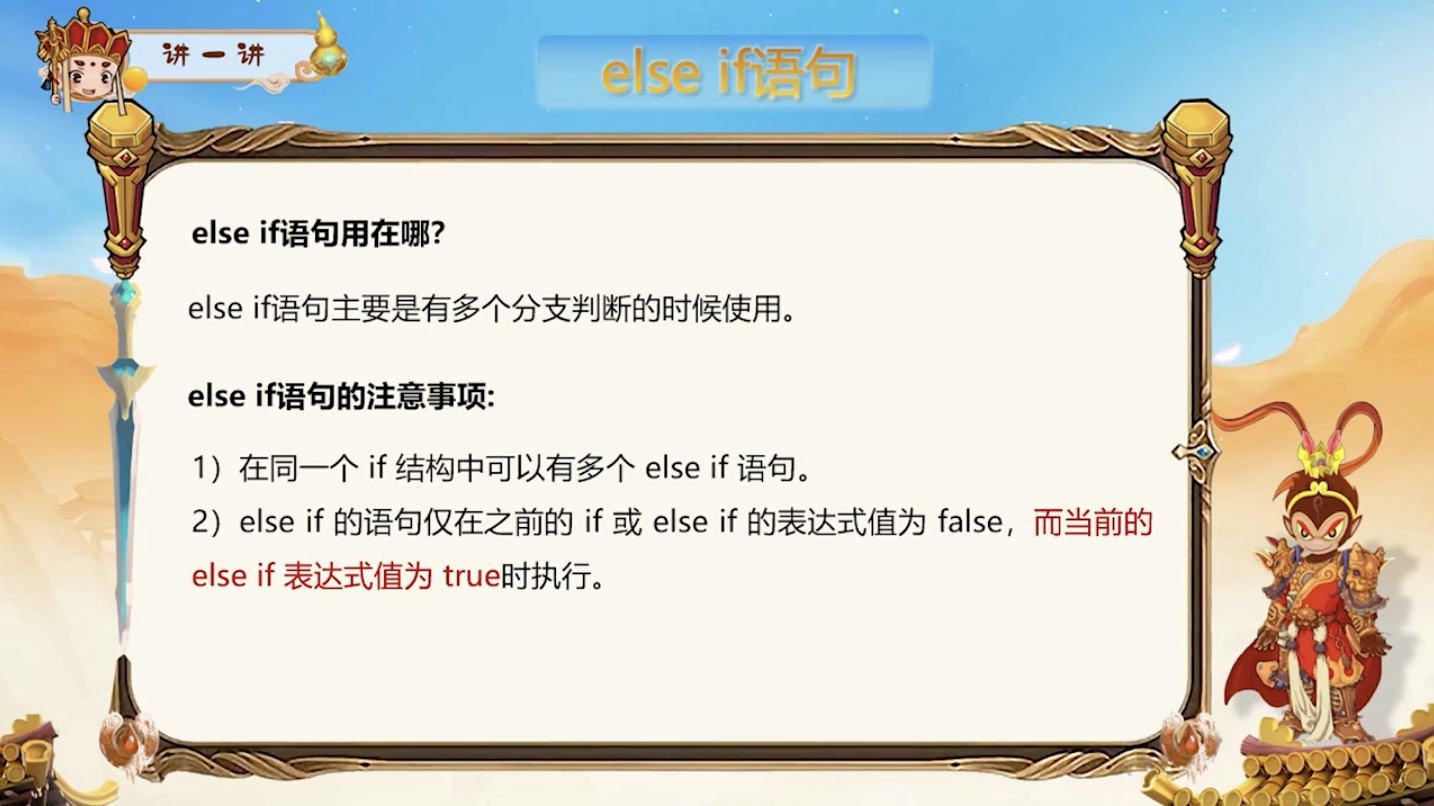 讲一讲
else if语句
else if语句用在哪？
else if语句主要是有多个分支判断的时候使用。
else if语句的注意事项:
1）在同一个 if 结构中可以有多个 else if 语句。
2）else if 的语句仅在之前的 if 或 else if 的表达式值为 false，而当前的
else if 表达式值为 true时执行。